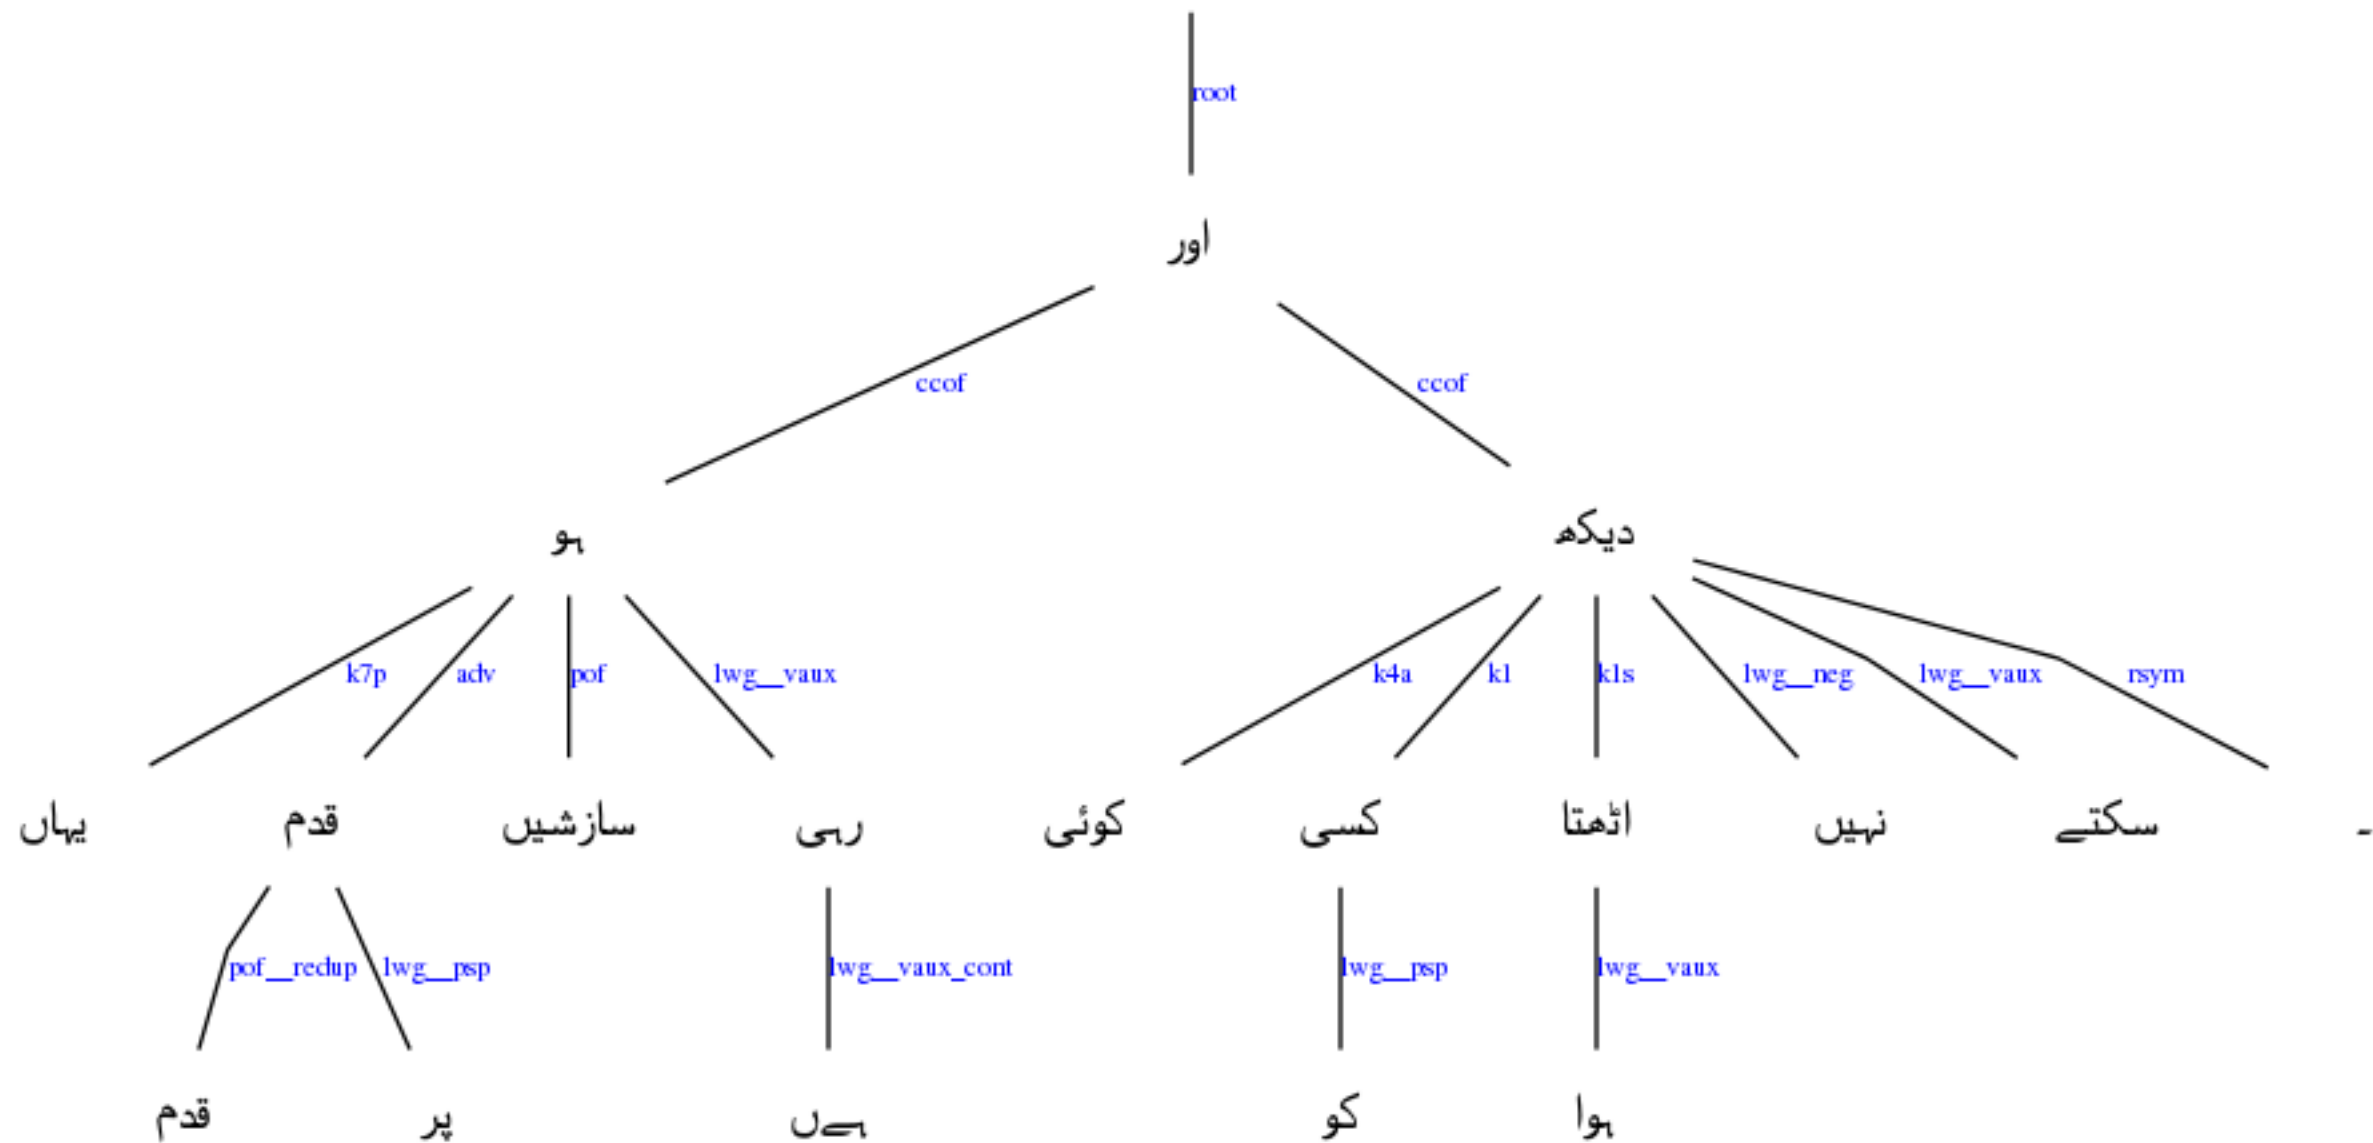 root
اور
ccof ccof
ہو دیکھ
k7p adv pof lwg__vaux k4a k1 k1s lwg__neg lwg__vaux rsym
یہاں قدم سازشیں رہی کوئی کسی اٹھتا نہیں سکتے ۔
pof__redup lwg__psp lwg__vaux_cont lwg__psp lwg__vaux
قدم پر ہےں کو ہوا